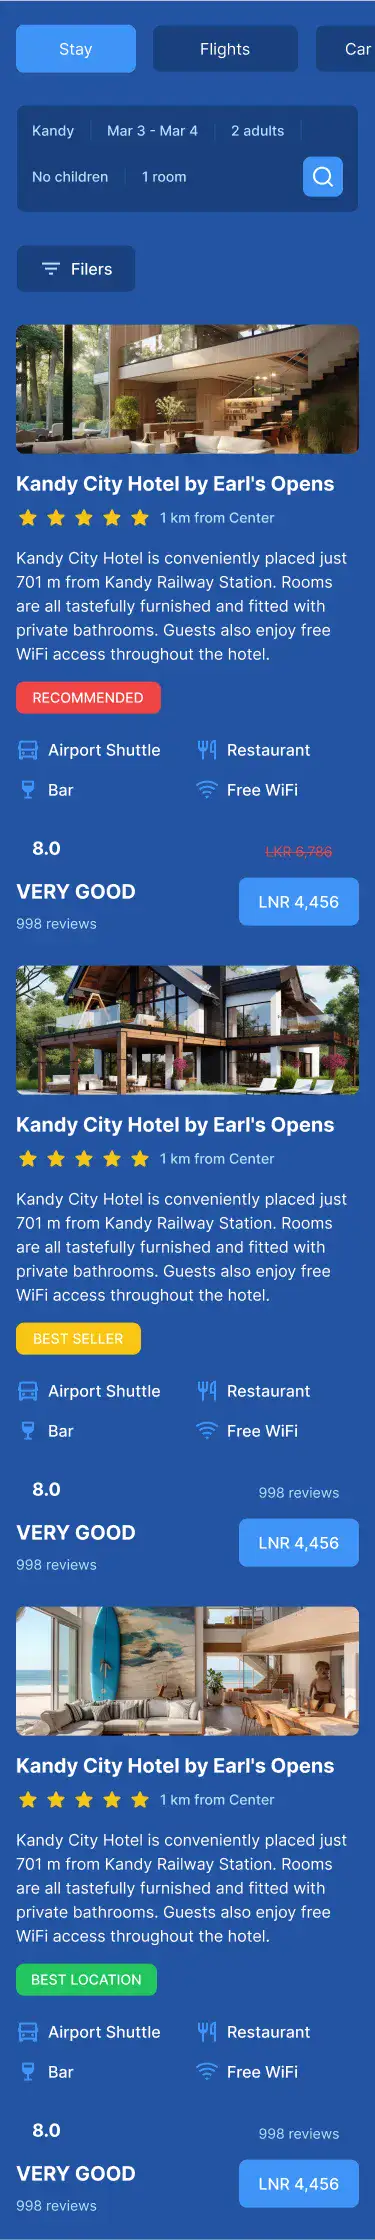 Stay Flights Car
Kandy Mar 3 - Mar 4 2 adults
No children 1 room
Filers
Kandy City Hotel by Earl's Opens
1 km from Center
Kandy City Hotel is conveniently placed just
701 m from Kandy Railway Station. Rooms
are all tastefully furnished and fitted with
private bathrooms. Guests also enjoy free
WiFi access throughout the hotel.
RECOMMENDED
Airport Shuttle Restaurant
Bar Free WiFi
8.0 LKR 6,786
VERY GOOD LNR 4,456
998 reviews
Kandy City Hotel by Earl's Opens
1 km from Center
Kandy City Hotel is conveniently placed just
701 m from Kandy Railway Station. Rooms
are all tastefully furnished and fitted with
private bathrooms. Guests also enjoy free
WiFi access throughout the hotel.
BEST SELLER
Airport Shuttle Restaurant
Bar Free WiFi
8.0 998 reviews
VERY GOOD LNR 4,456
998 reviews
Kandy City Hotel by Earl's Opens
1 km from Center
Kandy City Hotel is conveniently placed just
701 m from Kandy Railway Station. Rooms
are all tastefully furnished and fitted with
private bathrooms. Guests also enjoy free
WiFi access throughout the hotel.
BEST LOCATION
Airport Shuttle Restaurant
Bar Free WiFi
8.0 998 reviews
VERY GOOD LNR 4,456
998 reviews